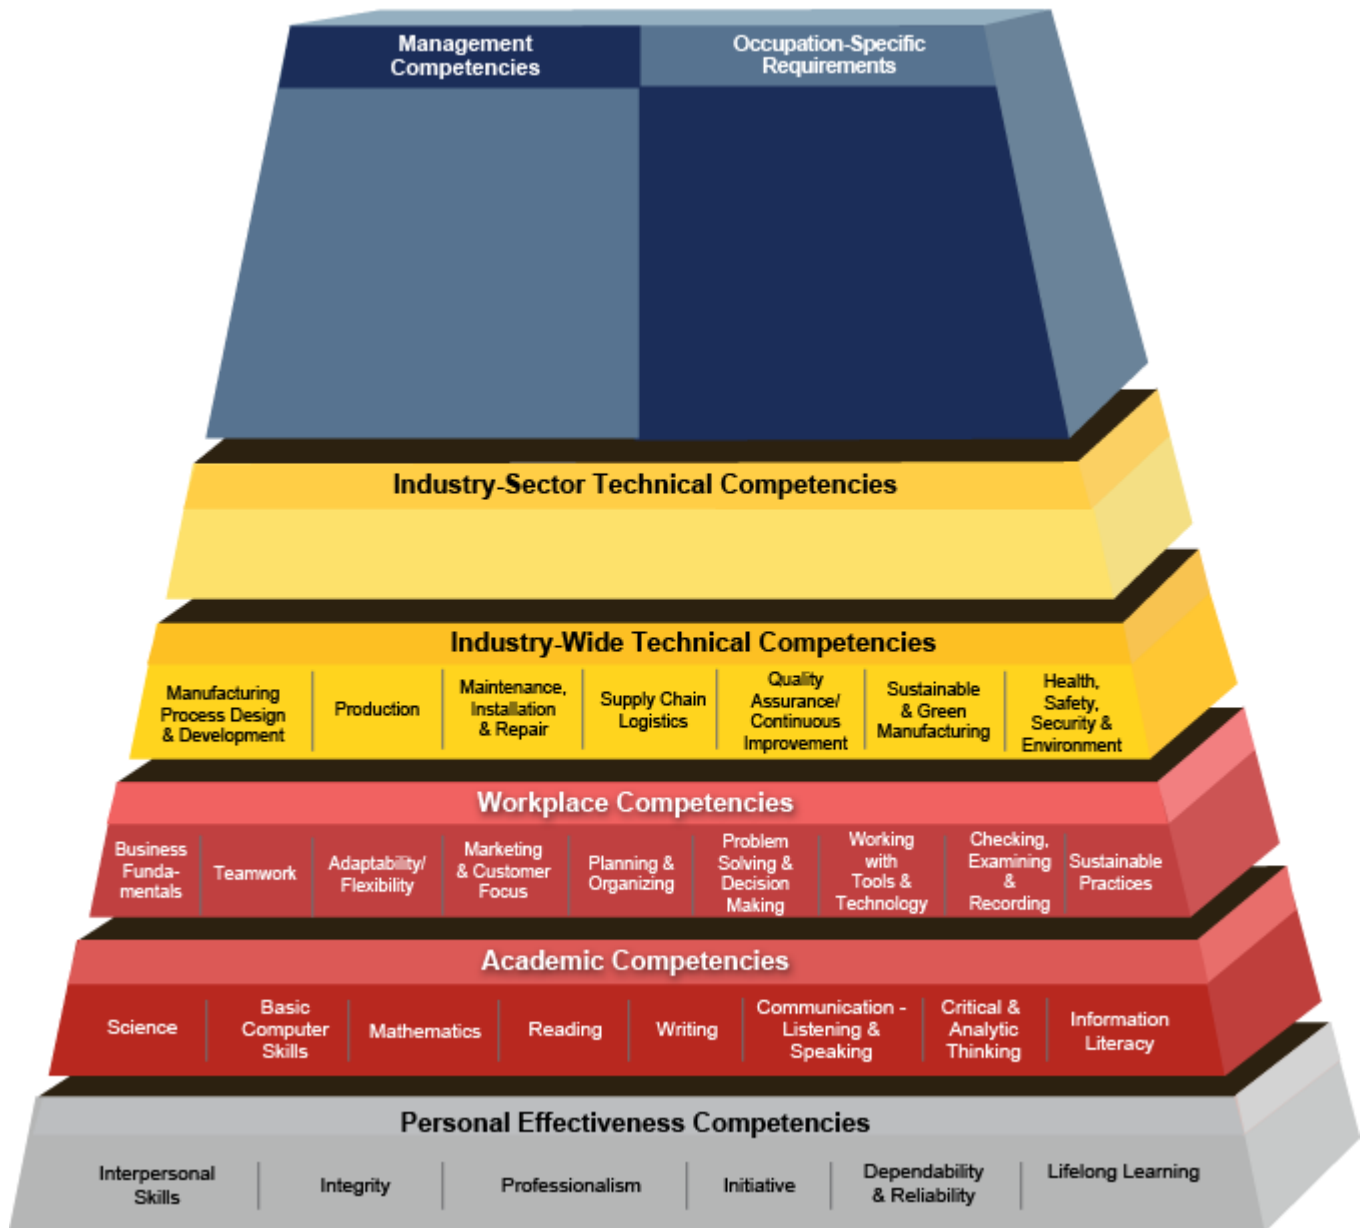 Management
Competencies
Occupation-Specific
Requirements
Industry-Sector Technical Competencies
Industry-Wide Technical Competencies
Manufacturing
Process Design
& Development
Production
Maintenance,
Installation
& Repair
Supply Chain
Logistics
Quality
Assurance/
Continuous
Improvement
Sustainable
& Green
Manufacturing
Health,
Safety,
Security &
Environment
Workplace Competencies
Business
Funda-
mentals
Teamwork
Adaptability/
Flexibility
Marketing
& Customer
Focus
Planning &
Organizing
Problem
Solving &
Decision
Making
Working
with
Tools &
Technology
Checking,
Examining
&
Recording
Sustainable
Practices
Academic Competencies
Science
Basic
Computer
Skills
Mathematics
Reading
Writing
Communication -
Listening &
Speaking
Critical &
Analytic
Thinking
Information
Literacy
Personal Effectiveness Competencies
Interpersonal
Skills
Integrity
Professionalism
Initiative
Dependability
& Reliability
Lifelong Learning